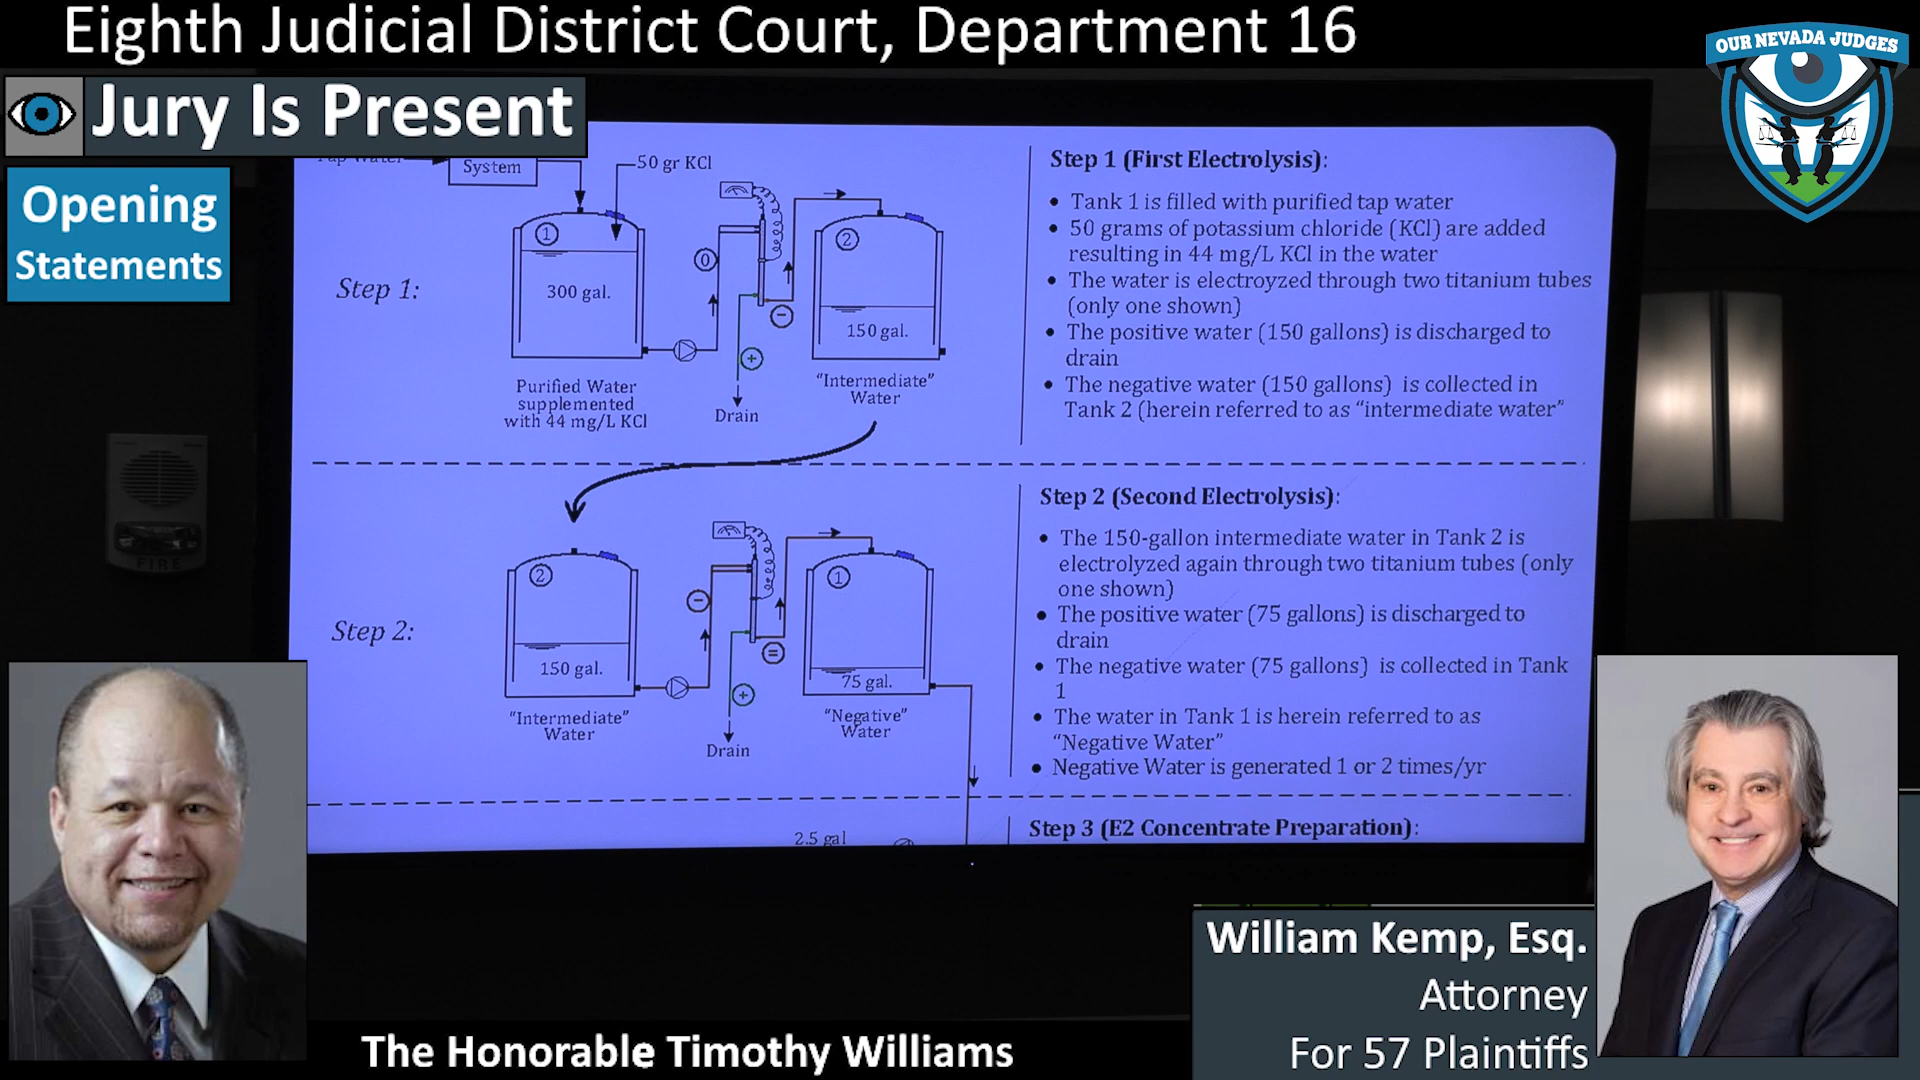 Eighth Judicial District Court, Department 16
OUR NEVADA JUDGES
Jury Is Present
Opening
Statements
Tap Water
System
50 gr KCl
1
300 gal.
0
+
−
2
150 gal.
Step 1:
Purified Water
supplemented
with 44 mg/L KCl
Drain
"Intermediate"
Water
Step 1 (First Electrolysis):
• Tank 1 is filled with purified tap water
• 50 grams of potassium chloride (KCl) are added
resulting in 44 mg/L KCl in the water
• The water is electroyzed through two titanium tubes
(only one shown)
• The positive water (150 gallons) is discharged to
drain
• The negative water (150 gallons) is collected in
Tank 2 (herein referred to as "intermediate water"
Step 2:
2
150 gal.
−
+
=
1
75 gal.
"Intermediate"
Water
Drain
"Negative"
Water
Step 2 (Second Electrolysis):
• The 150-gallon intermediate water in Tank 2 is
electrolyzed again through two titanium tubes (only
one shown)
• The positive water (75 gallons) is discharged to
drain
• The negative water (75 gallons) is collected in Tank
1
• The water in Tank 1 is herein referred to as
"Negative Water"
• Negative Water is generated 1 or 2 times/yr
2.5 gal
Step 3 (E2 Concentrate Preparation):
FIRE
The Honorable Timothy Williams
William Kemp, Esq.
Attorney
For 57 Plaintiffs